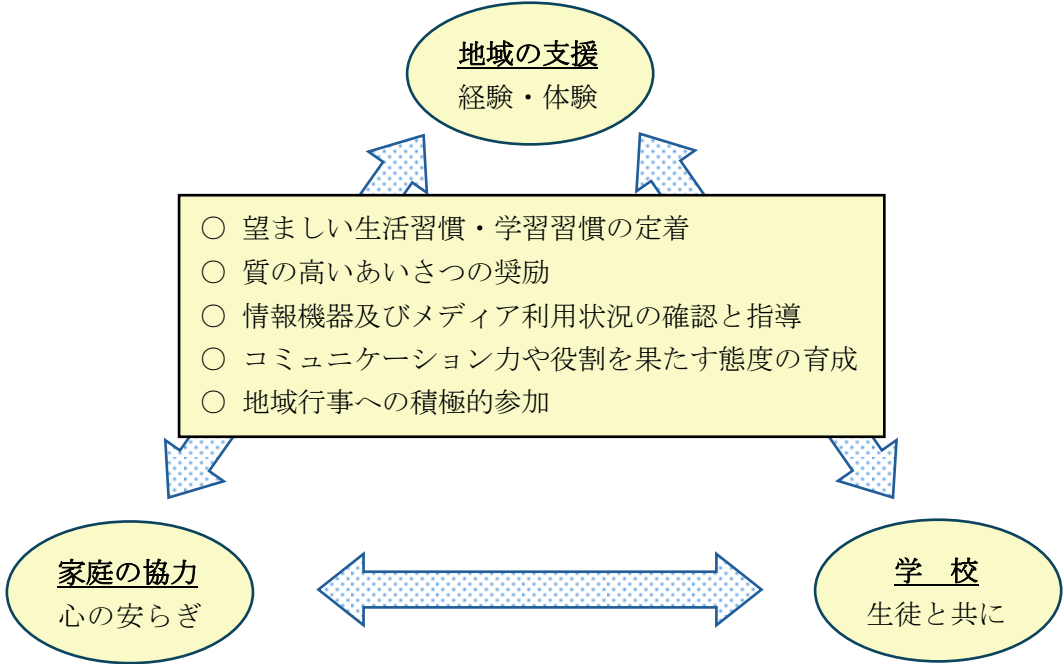 地域の支援
経験・体験
○ 望ましい生活習慣・学習習慣の定着
○ 質の高いあいさつの奨励
○ 情報機器及びメディア利用状況の確認と指導
○ コミュニケーション力や役割を果たす態度の育成
○ 地域行事への積極的参加
家庭の協力
心の安らぎ
学　校
生徒と共に